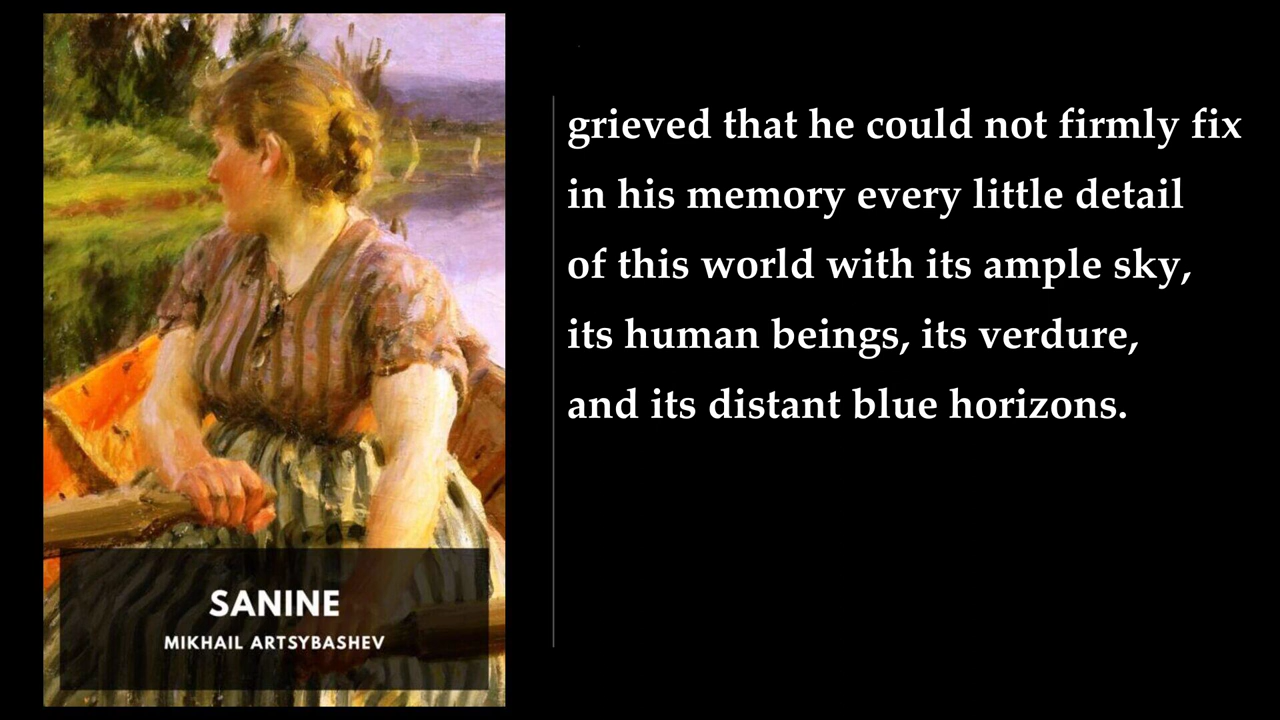 grieved that he could not firmly fix
in his memory every little detail
of this world with its ample sky,
its human beings, its verdure,
and its distant blue horizons.
SANINE
MIKHAIL ARTSYBASHEV